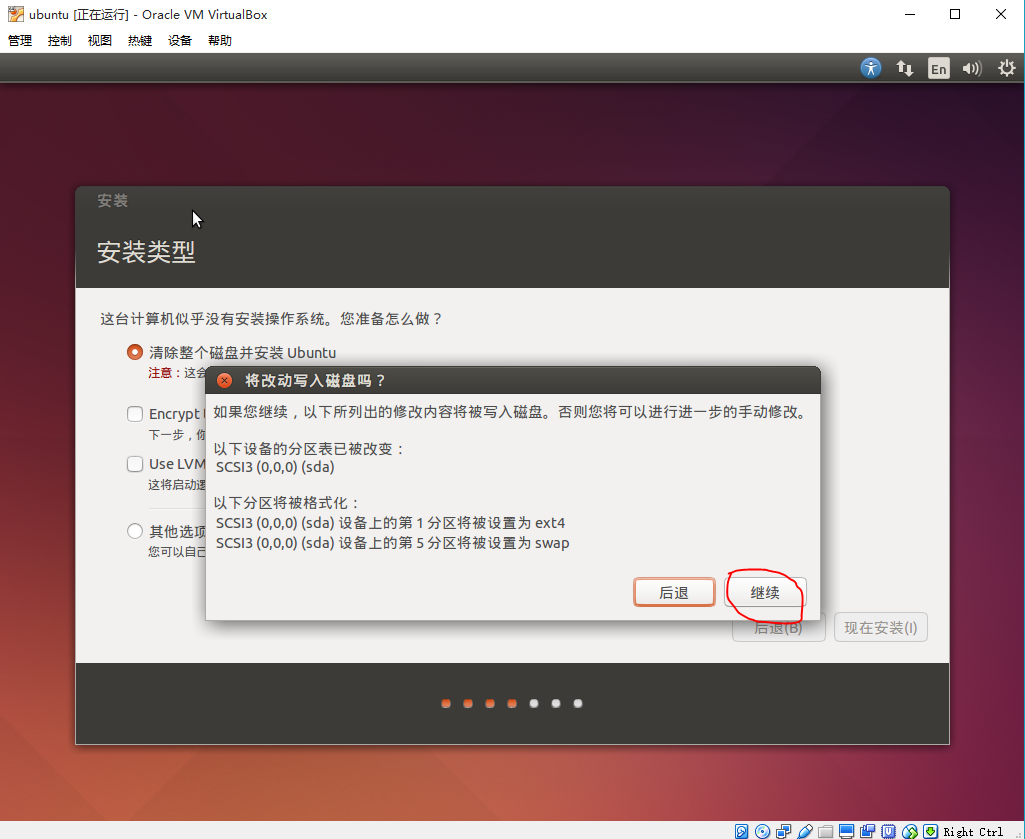 ubuntu [正在运行] - Oracle VM VirtualBox
管理 控制 视图 热键 设备 帮助
En
安装
安装类型
这台计算机似乎没有安装操作系统。您准备怎么做？
清除整个磁盘并安装 Ubuntu
注意：这会
将改动写入磁盘吗？
如果您继续，以下所列出的修改内容将被写入磁盘。否则您将可以进行进一步的手动修改。
Encrypt
下一步，你
以下设备的分区表已被改变：
SCSI3 (0,0,0) (sda)
Use LVM
这将启动逻
以下分区将被格式化：
SCSI3 (0,0,0) (sda) 设备上的第 1 分区将被设置为 ext4
SCSI3 (0,0,0) (sda) 设备上的第 5 分区将被设置为 swap
其他选项
您可以自己
后退 继续
后退(B) 现在安装(I)
Right Ctrl